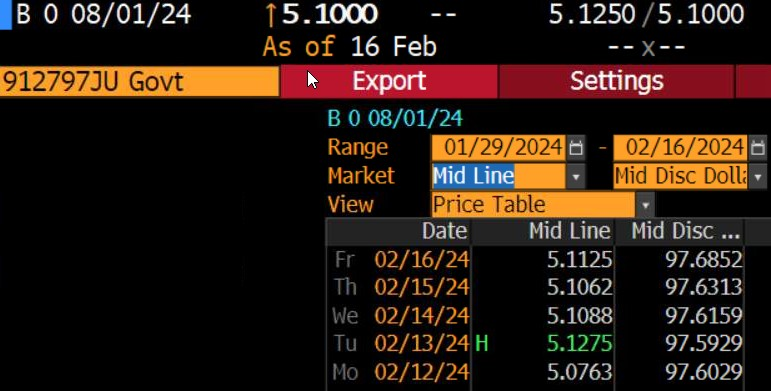 B 0 08/01/24 ↑5.1000 -- 5.1250/5.1000
As of 16 Feb --x--
912797JU Govt Export Settings
B 0 08/01/24
Range 01/29/2024 - 02/16/2024
Market Mid Line Mid Disc Dolla
View Price Table
Date Mid Line Mid Disc ...
Fr 02/16/24 5.1125 97.6852
Th 02/15/24 5.1062 97.6313
We 02/14/24 5.1088 97.6159
Tu 02/13/24 H 5.1275 97.5929
Mo 02/12/24 5.0763 97.6029